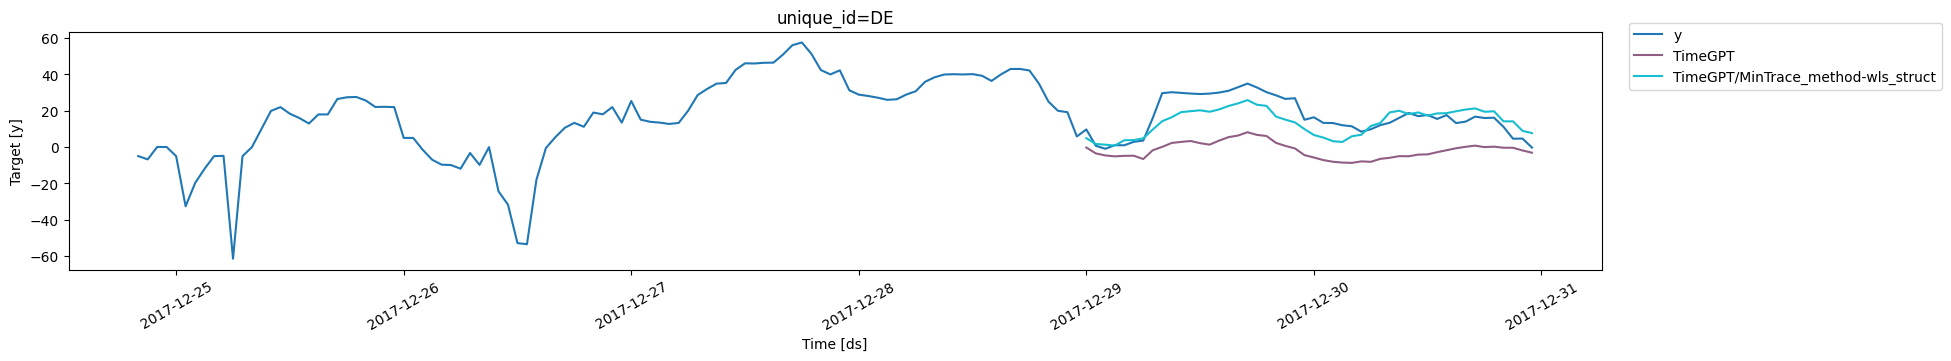 unique_id=DE
y
TimeGPT
TimeGPT/MinTrace_method-wls_struct
Target [y]
60
40
20
0
−20
−40
−60
2017-12-25
2017-12-26
2017-12-27
2017-12-28
2017-12-29
2017-12-30
2017-12-31
Time [ds]